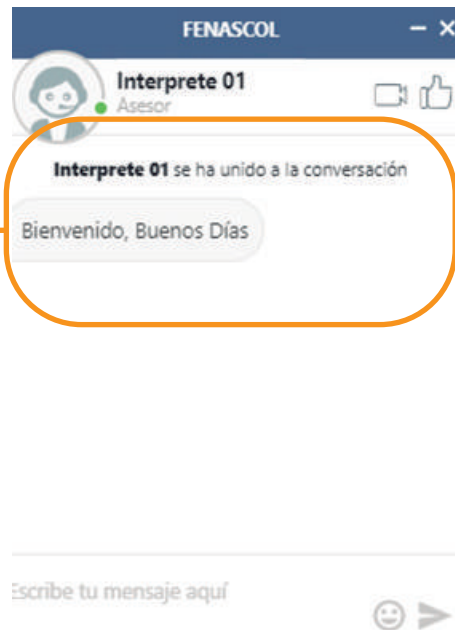 FENASCOL
Interprete 01
Asesor
Interprete 01 se ha unido a la conversación
Bienvenido, Buenos Días
Escribe tu mensaje aquí